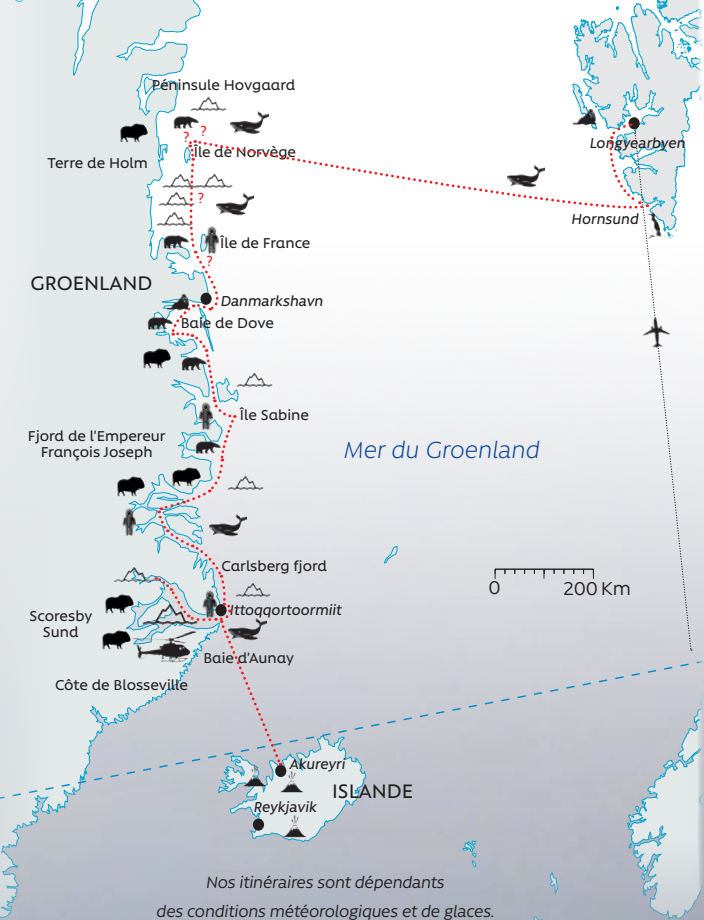 Péninsule Hovgaard
? ?
Île de Norvège
Longyearbyen
Terre de Holm
?
Hornsund
Île de France
?
GROENLAND
Danmarkshavn
Baie de Dove
Île Sabine
Fjord de l'Empereur
François Joseph
Mer du Groenland
Carlsberg fjord
0 200 Km
Ittoqqortoormiit
Scoresby
Sund
Baie d'Aunay
Côte de Blosseville
Akureyri
ISLANDE
Reykjavik
Nos itinéraires sont dépendants
des conditions météorologiques et de glaces.